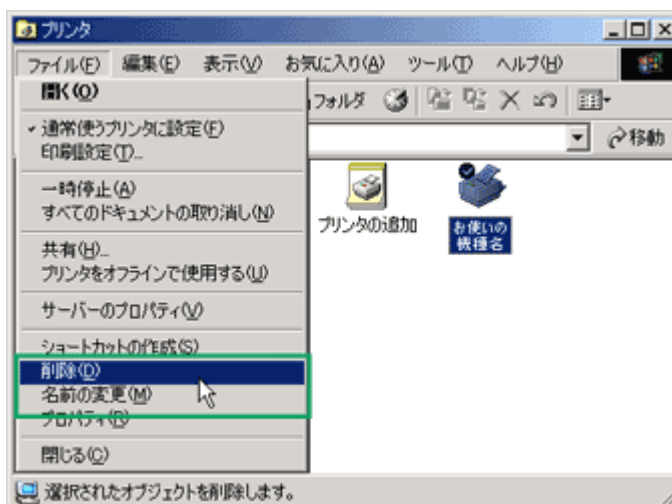 プリンタ
ファイル(F) 編集(E) 表示(V) お気に入り(A) ツール(T) ヘルプ(H)
開く(O)
フォルダ
通常使うプリンタに設定(F)
印刷設定(T)...
移動
一時停止(A)
すべてのドキュメントの取り消し(N)
共有(H)...
プリンタをオフラインで使用する(U)
サーバーのプロパティ(V)
ショートカットの作成(S)
削除(D)
名前の変更(M)
プロパティ(R)
閉じる(C)
プリンタの追加
お使いの
機種名
選択されたオブジェクトを削除します。